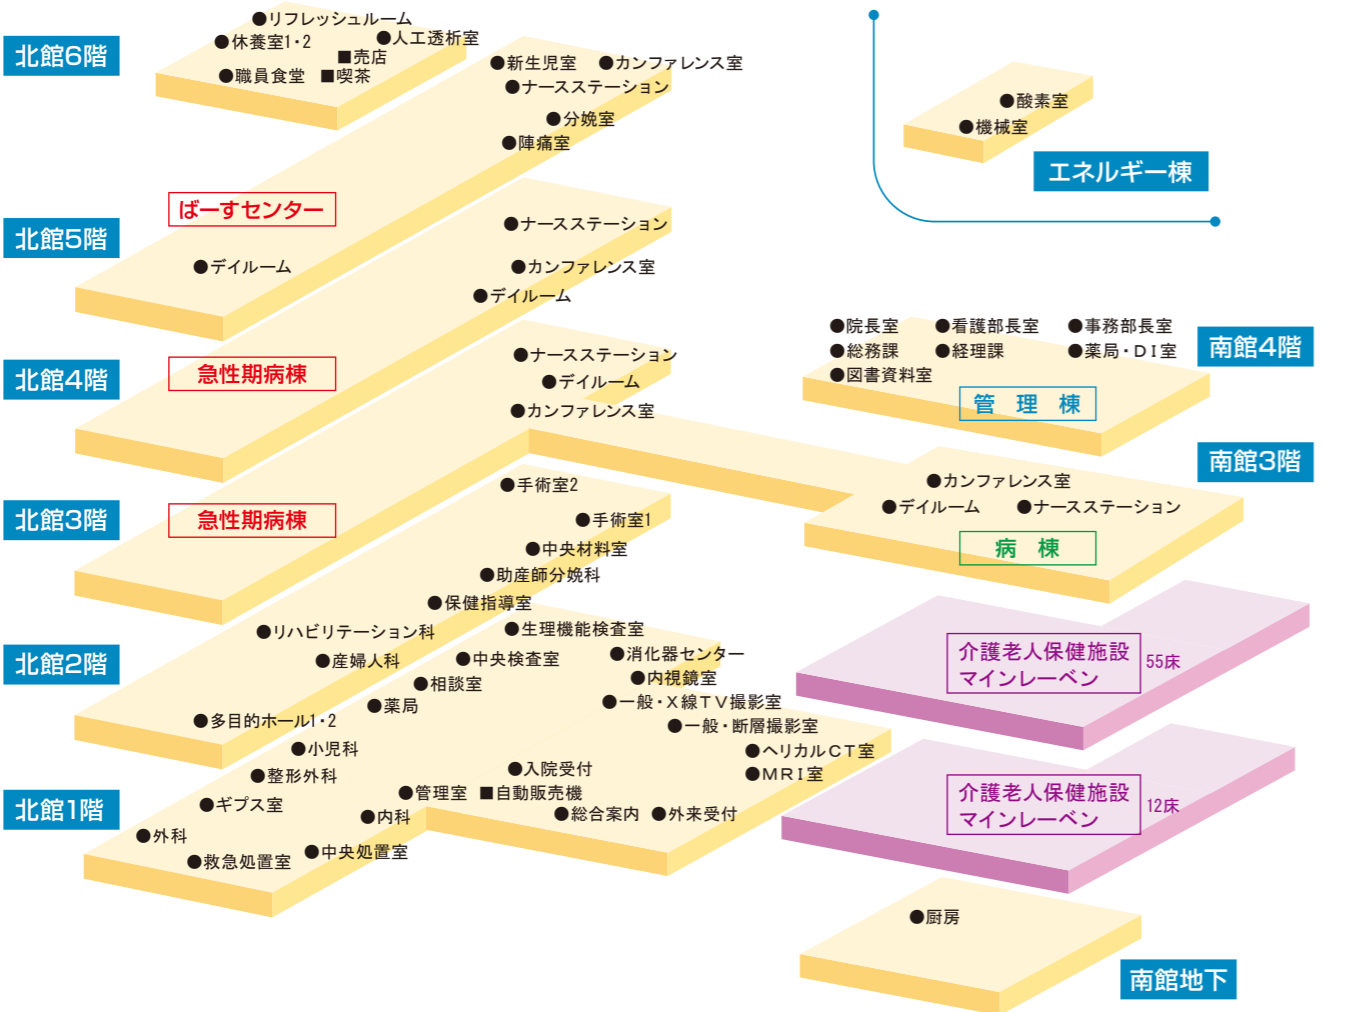 北館6階
●リフレッシュルーム
●休養室1・2
●人工透析室
■売店
●職員食堂
■喫茶
北館5階
●新生児室
●カンファレンス室
●ナースステーション
●分娩室
●陣痛室
ばーすセンター
●デイルーム
北館4階
●ナースステーション
●カンファレンス室
●デイルーム
急性期病棟
北館3階
●ナースステーション
●デイルーム
●カンファレンス室
急性期病棟
北館2階
●手術室2
●手術室1
●中央材料室
●助産師分娩科
●保健指導室
●リハビリテーション科
●産婦人科
●多目的ホール1・2
北館1階
●生理機能検査室
●消化器センター
●中央検査室
●内視鏡室
●相談室
●一般・X線TV撮影室
●薬局
●一般・断層撮影室
●小児科
●ヘリカルCT室
●整形外科
●入院受付
●MRI室
●ギプス室
●管理室
■自動販売機
●内科
●総合案内
●外来受付
●外科
●中央処置室
●救急処置室
●酸素室
●機械室
エネルギー棟
南館4階
●院長室
●看護部長室
●事務部長室
●総務課
●経理課
●薬局・DI室
●図書資料室
管理棟
南館3階
●カンファレンス室
●デイルーム
●ナースステーション
病棟
介護老人保健施設
マインレーベン
55床
介護老人保健施設
マインレーベン
12床
●厨房
南館地下